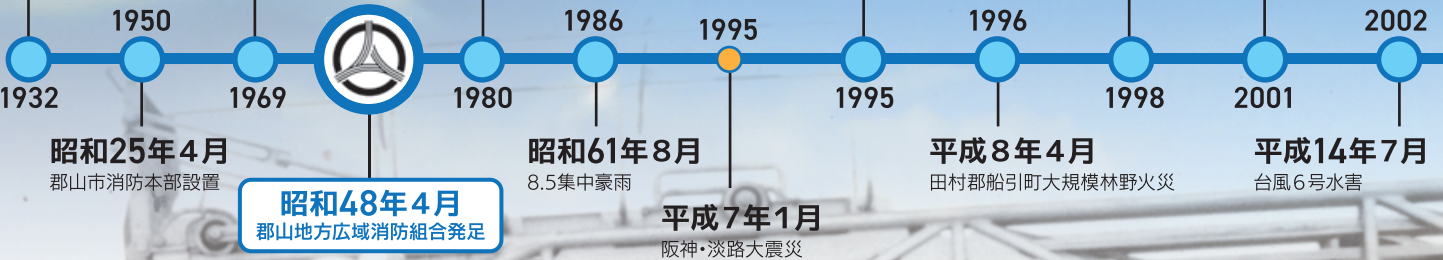 1950
1986
1995
1996
2002
1932
1969
1980
1995
1998
2001
昭和25年４月
郡山市消防本部設置
昭和48年４月
郡山地方広域消防組合発足
昭和61年８月
8.5集中豪雨
平成７年１月
阪神・淡路大震災
平成８年４月
田村郡船引町大規模林野火災
平成14年７月
台風６号水害